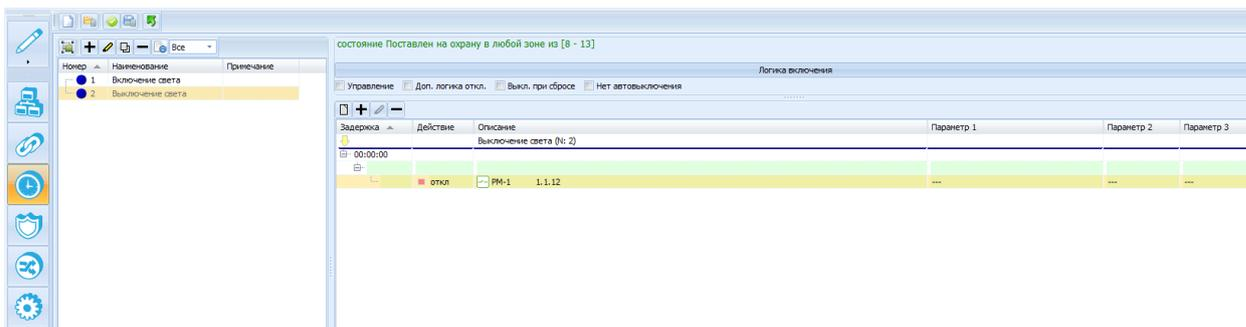 Все
Номер Наименование Примечание
1 Включение света
2 Выключение света
состояние Поставлен на охрану в любой зоне из [8 - 13]
Логика включения
Управление Доп. логика откл. Выкл. при сбросе Нет автовыключения
Задержка Действие Описание Параметр 1 Параметр 2 Параметр 3
Выключение света (N: 2)
00:00:00
откл РМ-1 1.1.12 --- --- ---